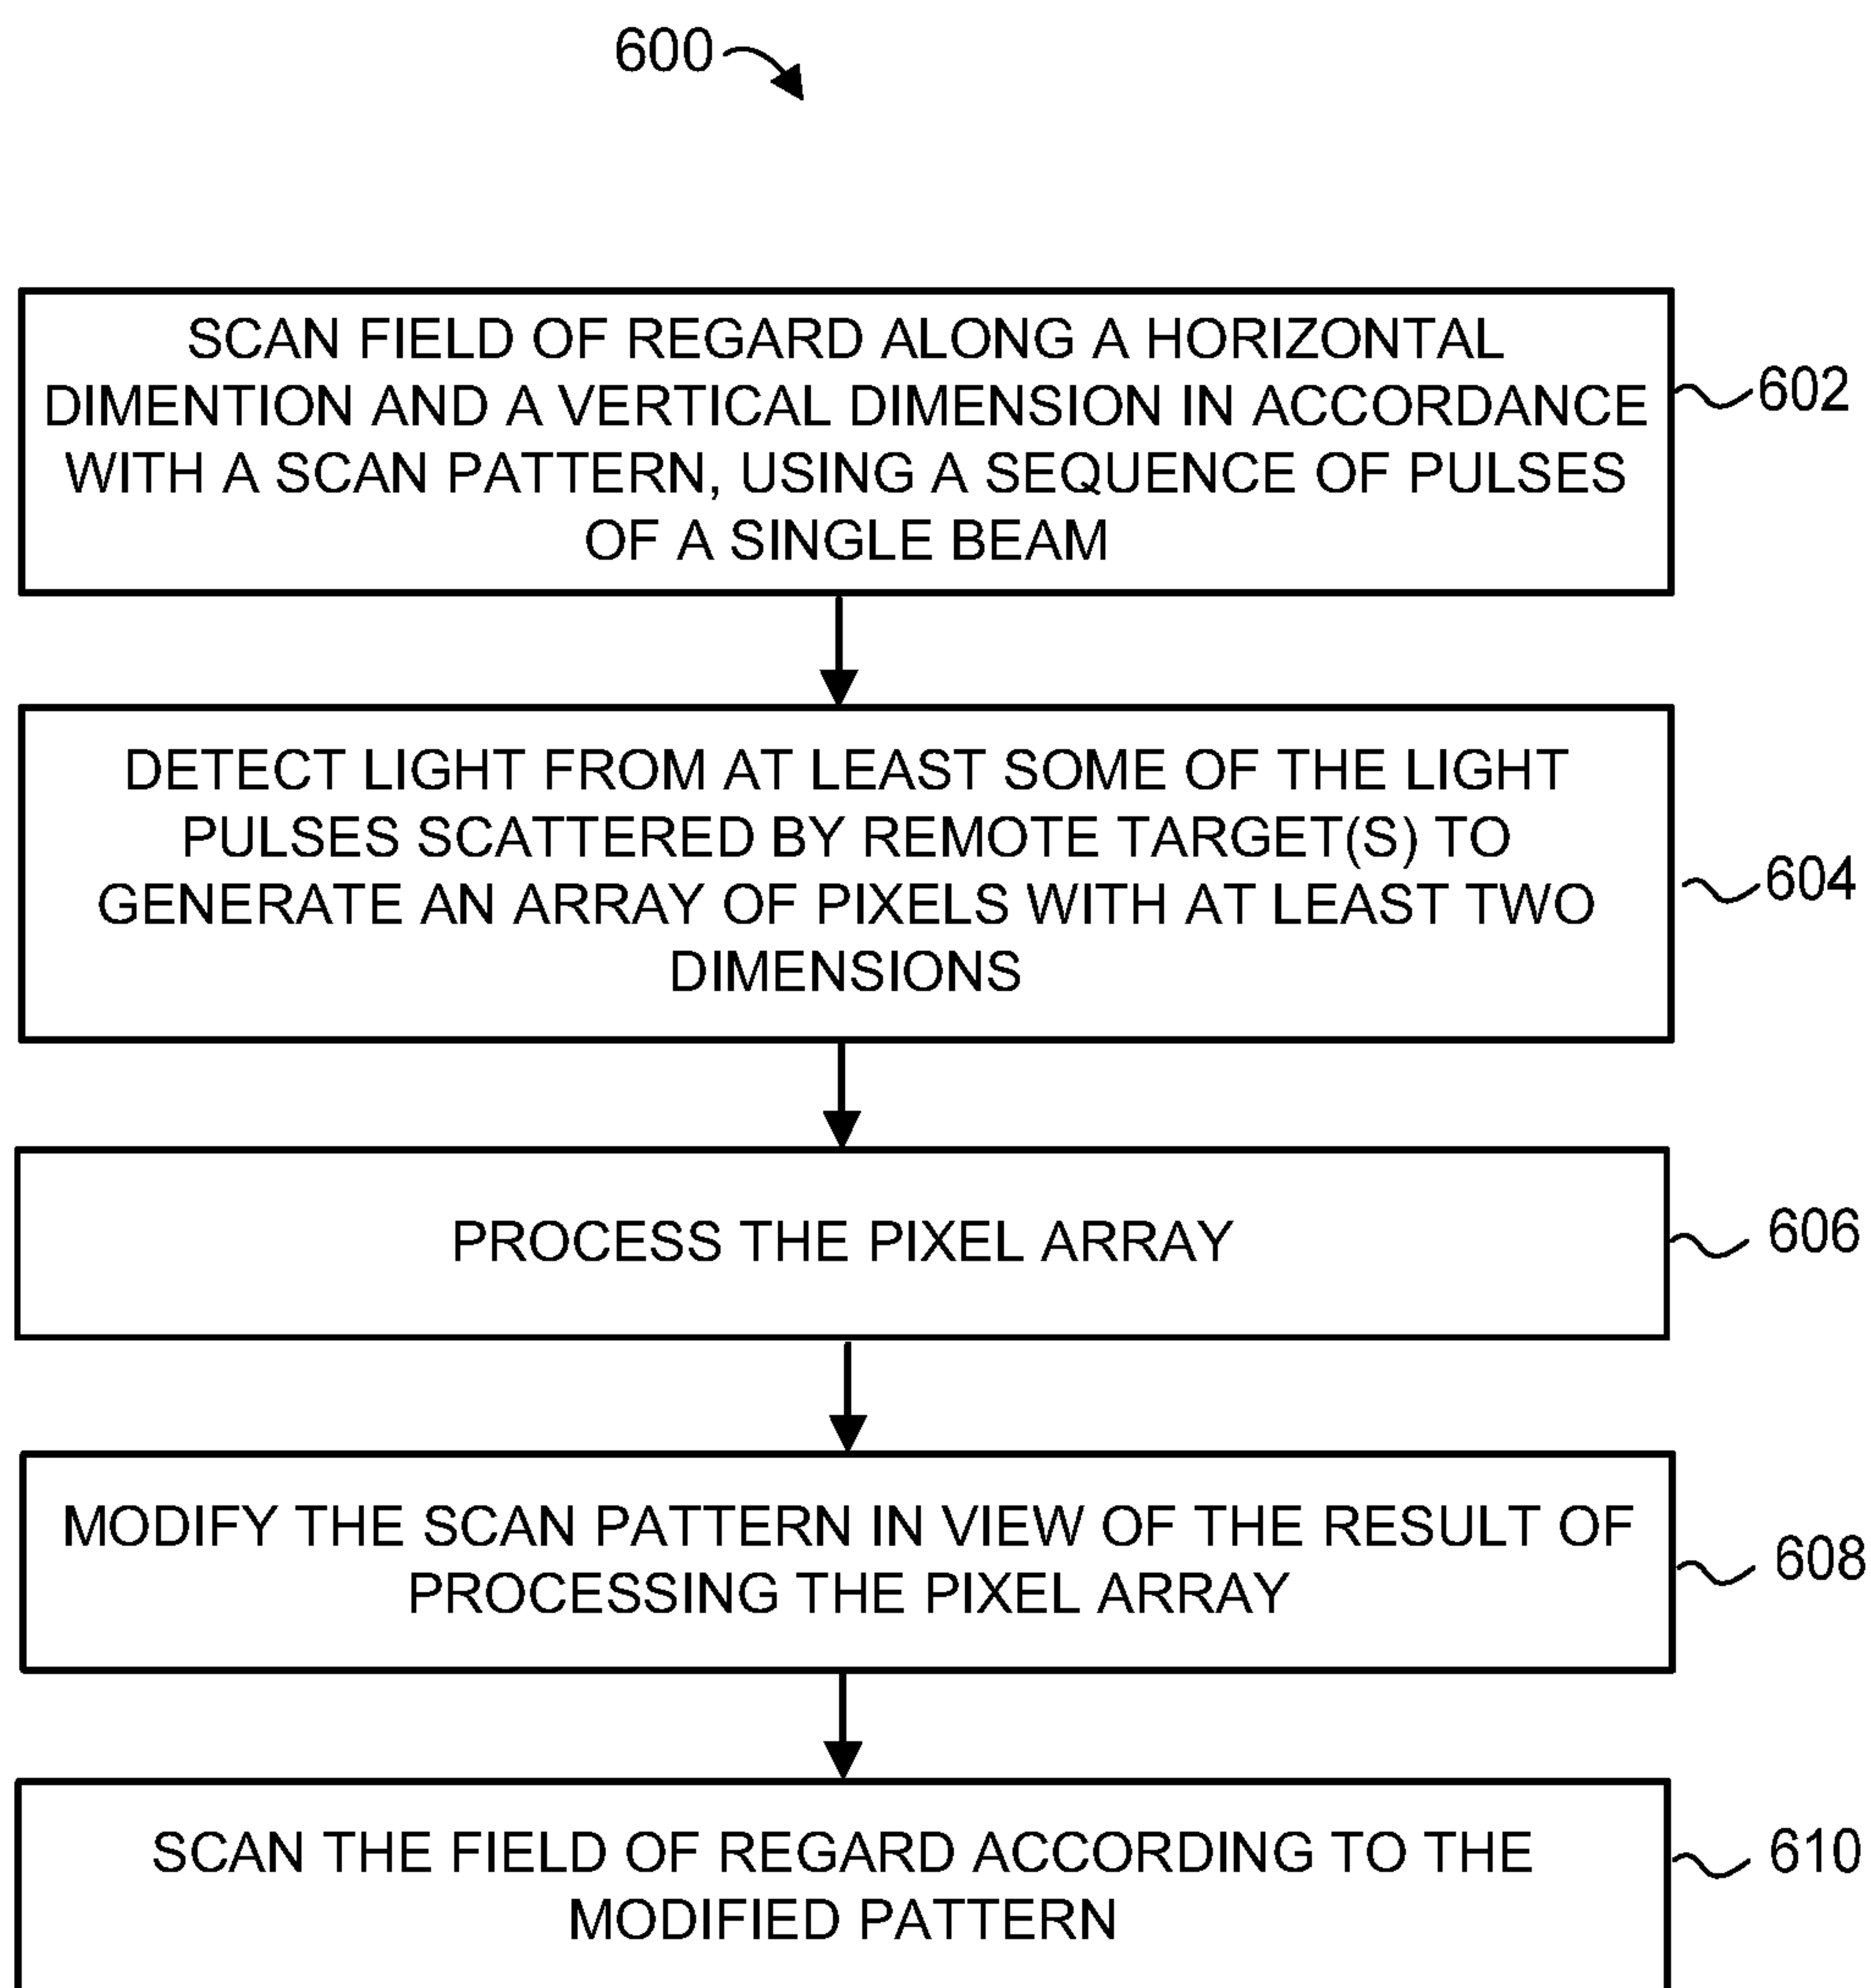 600
SCAN FIELD OF REGARD ALONG A HORIZONTAL
DIMENTION AND A VERTICAL DIMENSION IN ACCORDANCE
WITH A SCAN PATTERN, USING A SEQUENCE OF PULSES
OF A SINGLE BEAM
602
DETECT LIGHT FROM AT LEAST SOME OF THE LIGHT
PULSES SCATTERED BY REMOTE TARGET(S) TO
GENERATE AN ARRAY OF PIXELS WITH AT LEAST TWO
DIMENSIONS
604
PROCESS THE PIXEL ARRAY
606
MODIFY THE SCAN PATTERN IN VIEW OF THE RESULT OF
PROCESSING THE PIXEL ARRAY
608
SCAN THE FIELD OF REGARD ACCORDING TO THE
MODIFIED PATTERN
610